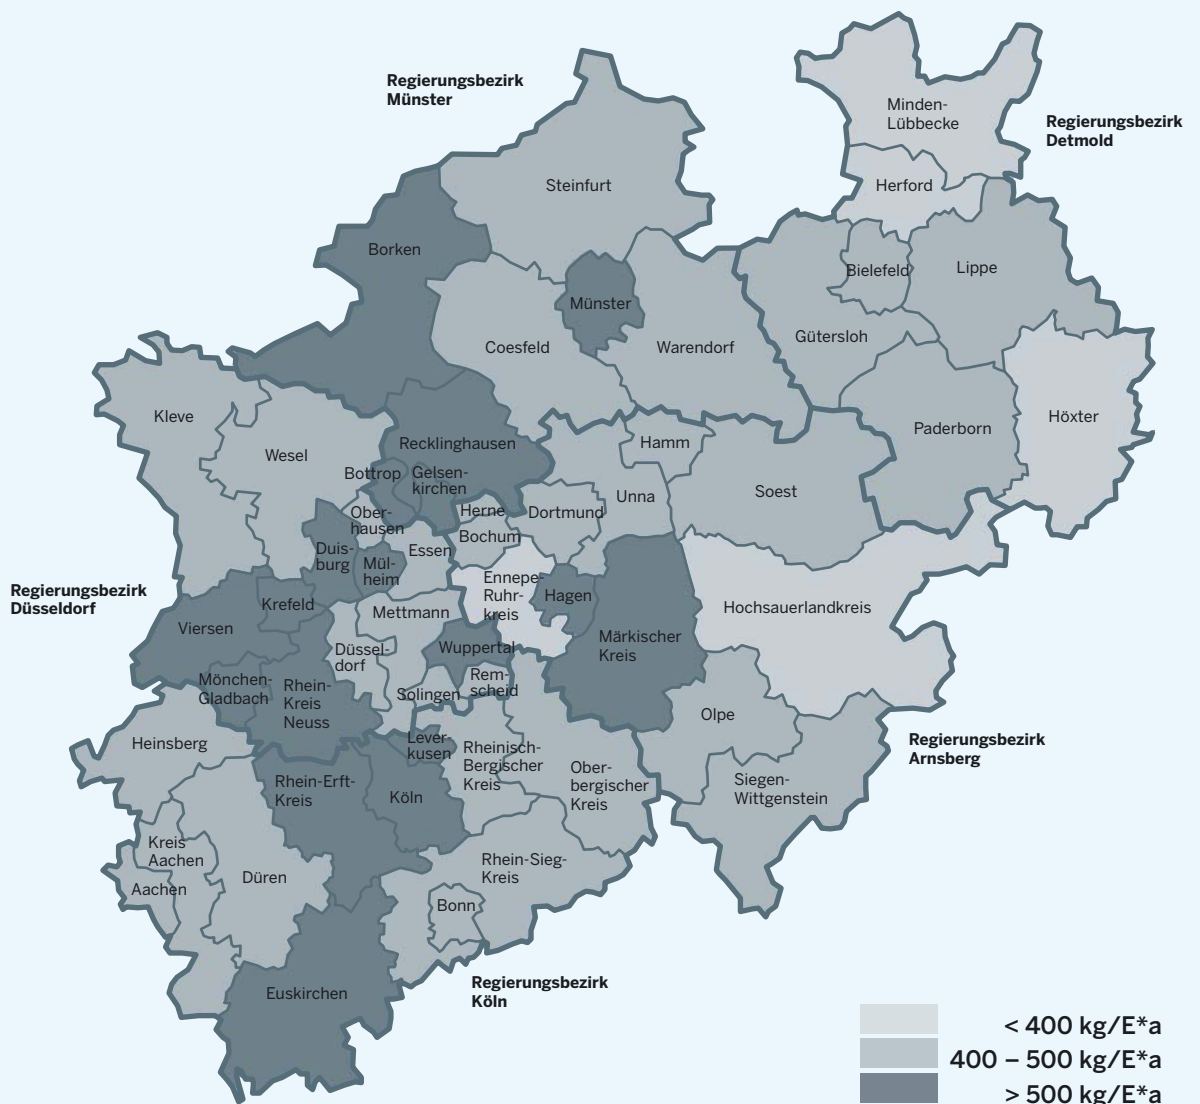 Regierungsbezirk
Münster
Minden-
Lübbecke
Regierungsbezirk
Detmold
Steinfurt
Herford
Borken
Bielefeld
Lippe
Münster
Gütersloh
Coesfeld
Warendorf
Kleve
Höxter
Paderborn
Recklinghausen
Hamm
Wesel
Bottrop
Gelsen-
kirchen
Soest
Unna
Herne
Dortmund
Ober-
hausen
Bochum
Essen
Duis-
burg
Mül-
heim
Ennepe-
Ruhr-
kreis
Regierungsbezirk
Düsseldorf
Hagen
Krefeld
Hochsauerlandkreis
Mettmann
Viersen
Märkischer
Kreis
Wuppertal
Düssel-
dorf
Mönchen-
Gladbach
Rhein-
Kreis
Neuss
Rem-
scheid
Solingen
Olpe
Heinsberg
Lever-
kusen
Rheinisch-
Bergischer
Kreis
Regierungsbezirk
Arnsberg
Ober-
bergischer
Kreis
Rhein-Erft-
Kreis
Köln
Siegen-
Wittgenstein
Kreis
Aachen
Rhein-Sieg-
Kreis
Düren
Aachen
Bonn
Regierungsbezirk
Köln
Euskirchen
< 400 kg/E*a
400 – 500 kg/E*a
> 500 kg/E*a